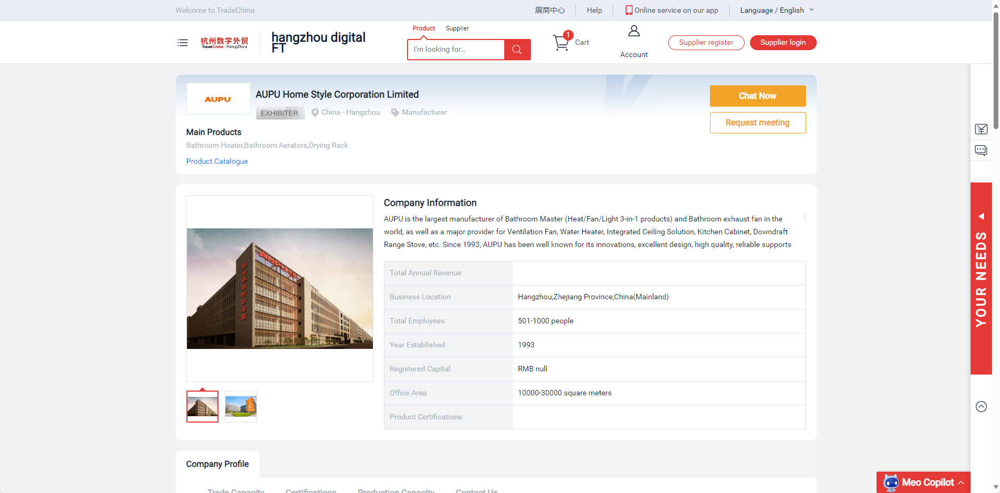 Welcome to TradeChina
展商中心
Help
Online service on our app
Language / English
杭州数字外贸
TradeChina · HangZhou
hangzhou digital
FT
Product
Supplier
I'm looking for...
1
Cart
Account
Supplier register
Supplier login
AUPU
AUPU Home Style Corporation Limited
EXHIBITER
China - Hangzhou
Manufacturer
Main Products
Bathroom Heater,Bathroom Aerators,Drying Rack
Product Catalogue
Chat Now
Request meeting
AUPU
Company Information
AUPU is the largest manufacturer of Bathroom Master (Heat/Fan/Light 3-in-1 products) and Bathroom exhaust fan in the
world, as well as a major provider for Ventilation Fan, Water Heater, Integrated Ceiling Solution, Kitchen Cabinet, Downdraft
Range Stove, etc. Since 1993, AUPU has been well known for its innovations, excellent design, high quality, reliable supports
Total Annual Revenue
Business Location
Hangzhou,Zhejiang Province,China(Mainland)
Total Employees
501-1000 people
Year Established
1993
Registered Capital
RMB null
Office Area
10000-30000 square meters
Product Certifications
YOUR NEEDS
Company Profile
Trade Capacity
Certifications
Production Capacity
Contact Us
Meo Copilot